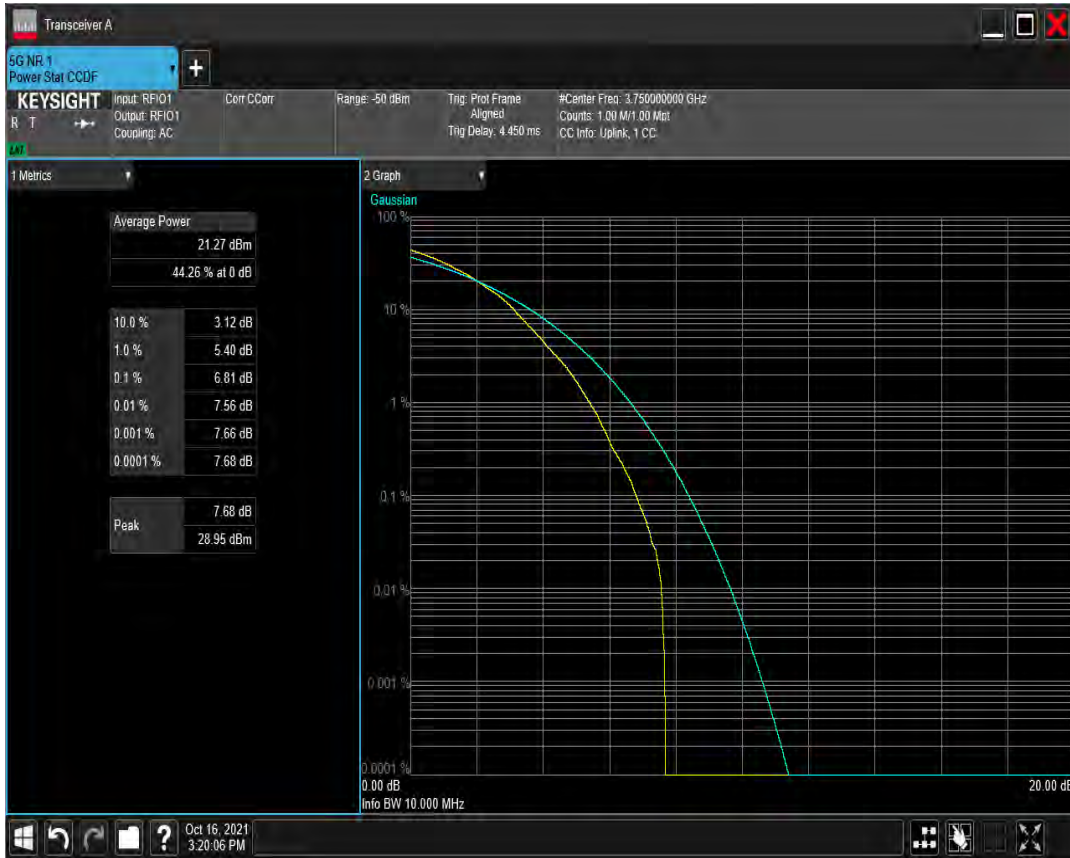 Transceiver A
5G NR 1
Power Stat CCDF
+
KEYSIGHT
R T
LXI
Input: RFIO1
Output: RFIO1
Coupling: AC
Corr CCorr
Range: -50 dBm
Trig: Prot Frame
Aligned
Trig Delay: 4.450 ms
#Center Freq: 3.750000000 GHz
Counts: 1.00 M/1.00 Mpt
CC Info: Uplink, 1 CC
1 Metrics
Average Power
21.27 dBm
44.26 % at 0 dB
10.0 % 3.12 dB
1.0 % 5.40 dB
0.1 % 6.81 dB
0.01 % 7.56 dB
0.001 % 7.66 dB
0.0001 % 7.68 dB
Peak 7.68 dB
28.95 dBm
2 Graph
Gaussian
100 %
10 %
1 %
0.1 %
0.01 %
0.001 %
0.0001 %
0.00 dB 20.00 dB
Info BW 10.000 MHz
? Oct 16, 2021
3:20:06 PM